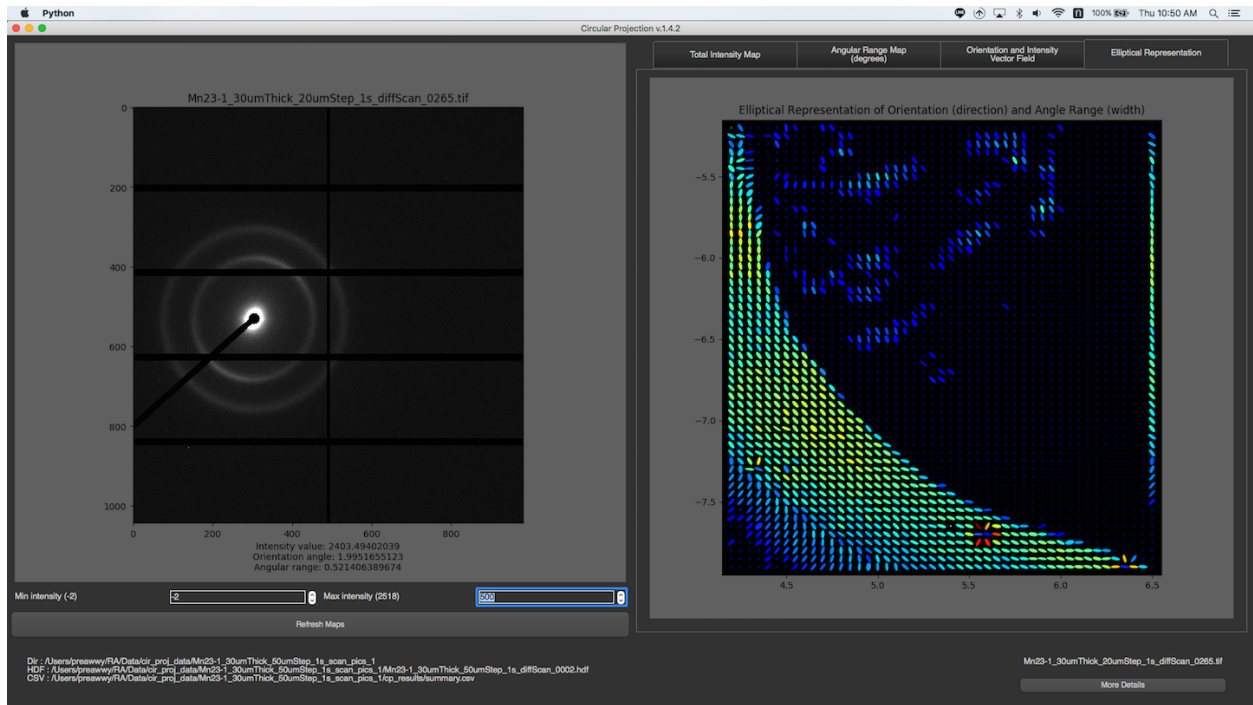 Python
100%
Thu 10:50 AM
Circular Projection v.1.4.2
Total Intensity Map
Angular Range Map
(degrees)
Orientation and Intensity
Vector Field
Elliptical Representation
Mn23-1_30umThick_20umStep_1s_diffScan_0265.tif
0
200
400
600
800
1000
0
200
400
600
800
Intensity value: 2403.49402039
Orientation angle: 1.9951655123
Angular range: 0.521406389674
Elliptical Representation of Orientation (direction) and Angle Range (width)
−5.5
−6.0
−6.5
−7.0
−7.5
4.5
5.0
5.5
6.0
6.5
Min intensity (-2)
-2
Max intensity (2518)
500
Refresh Maps
Dir : /Users/preawwy/RA/Data/cir_proj_data/Mn23-1_30umThick_50umStep_1s_scan_pics_1
HDF : /Users/preawwy/RA/Data/cir_proj_data/Mn23-1_30umThick_50umStep_1s_scan_pics_1/Mn23-1_30umThick_50umStep_1s_diffScan_0002.hdf
CSV : /Users/preawwy/RA/Data/cir_proj_data/Mn23-1_30umThick_50umStep_1s_scan_pics_1/cp_results/summary.csv
Mn23-1_30umThick_20umStep_1s_diffScan_0265.tif
More Details